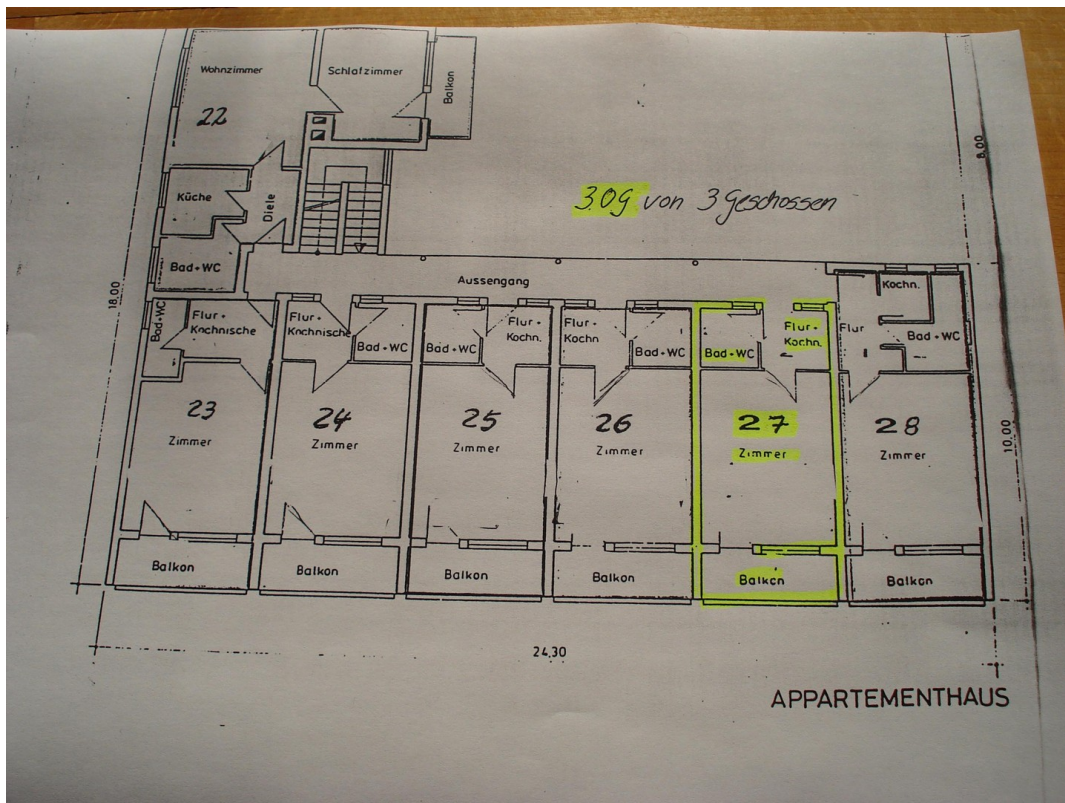 Wohnzimmer
Schlafzimmer
Balkon
22
8,00
Küche
Diele
3.OG von 3 Geschossen
Bad+WC
Aussengang
18,00
Bad+WC
Flur+
Kochnische
Flur+
Kochnische
Bad+WC
Bad+WC
Flur+
Kochn.
Flur+
Kochn
Bad+WC
Bad+WC
Flur+
Kochn.
Flur
Kochn.
Bad+WC
23
Zimmer
24
Zimmer
25
Zimmer
26
Zimmer
27
Zimmer
28
Zimmer
10,00
Balkon
Balkon
Balkon
Balkon
Balkon
Balkon
24,30
APPARTEMENTHAUS